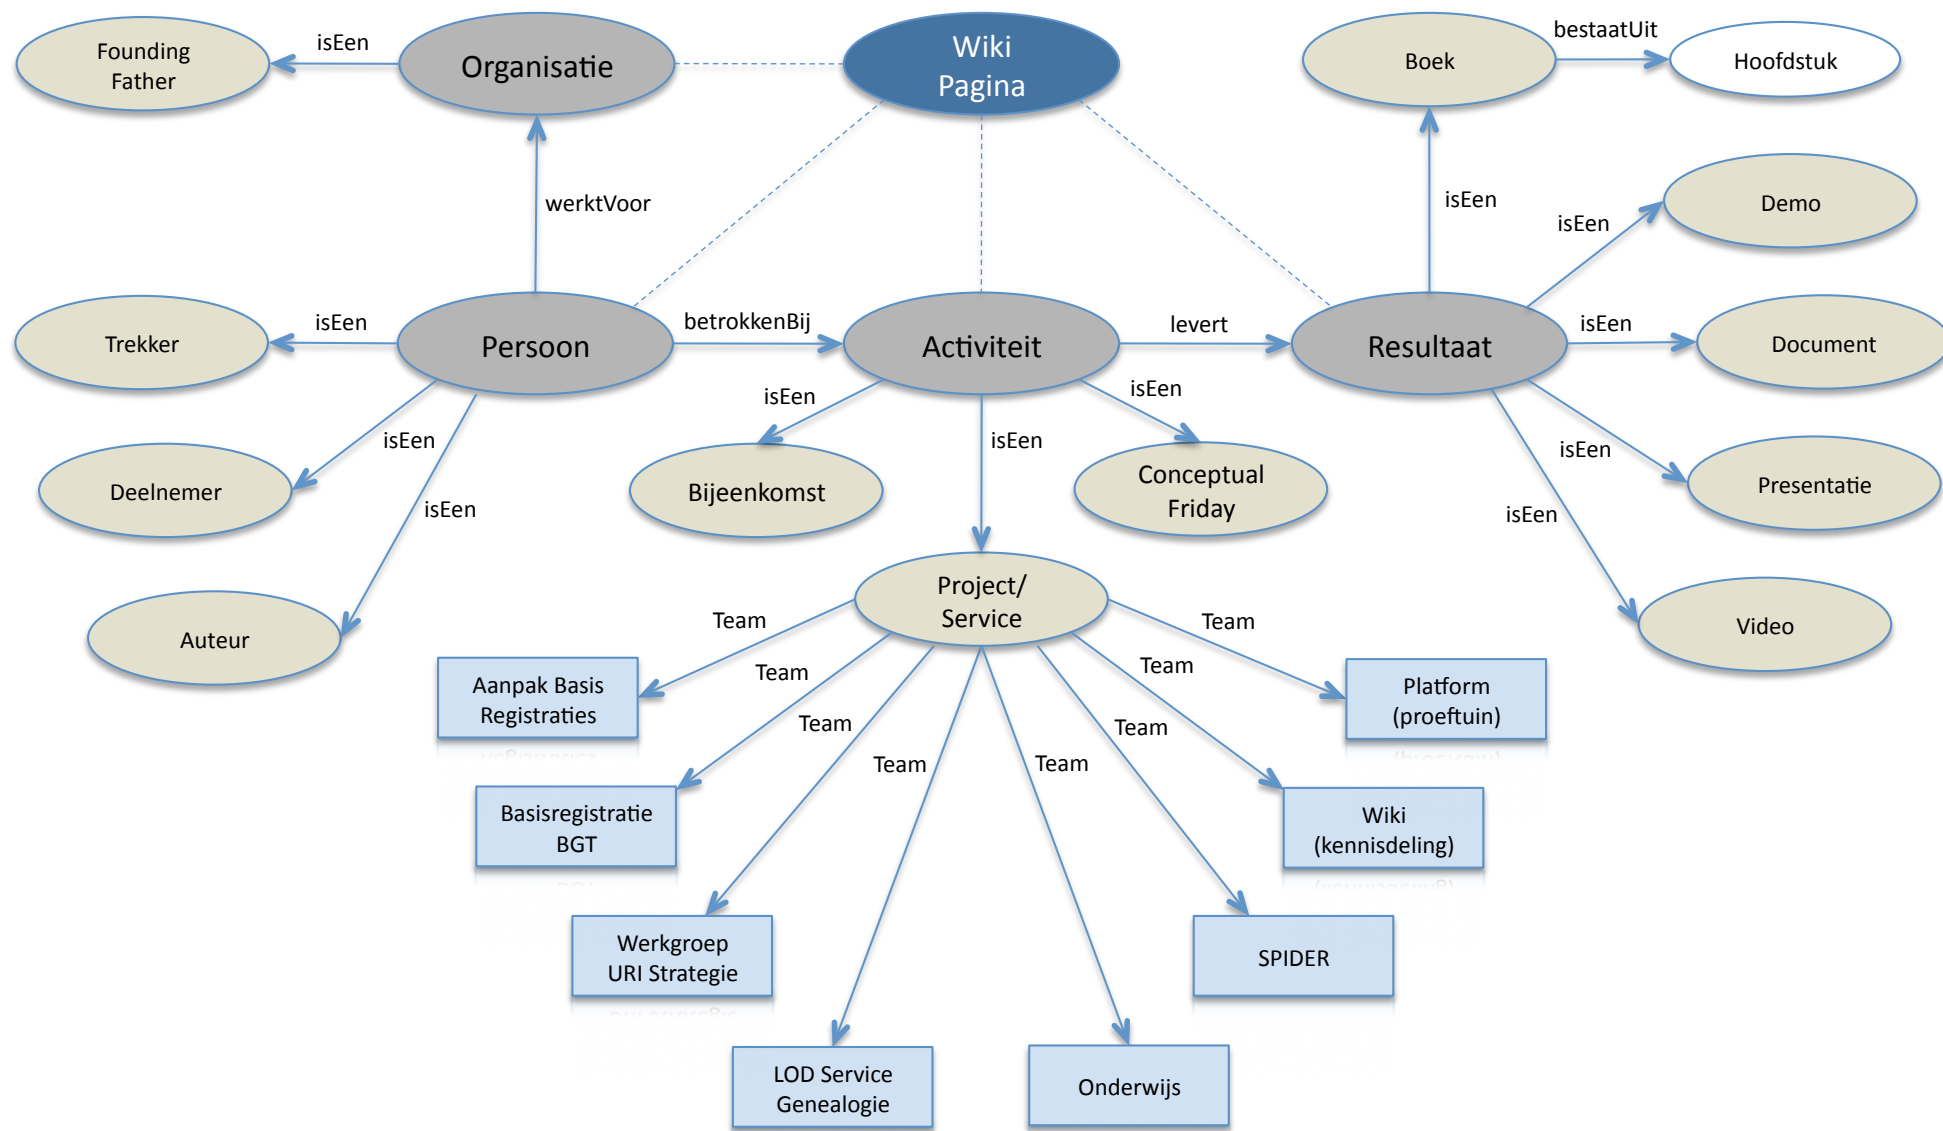 Founding
Father
isEen
Organisatie
Wiki
Pagina
Boek
bestaatUit
Hoofdstuk
werktVoor
isEen
isEen
Demo
Trekker
isEen
Persoon
betrokkenBij
Activiteit
levert
Resultaat
isEen
Document
isEen
isEen
isEen
isEen
isEen
Deelnemer
isEen
Bijeenkomst
Conceptual
Friday
Presentatie
isEen
Auteur
Project/
Service
Video
Team
Team
Team
Team
Team
Team
Team
Team
Aanpak Basis
Registraties
Platform
(proeftuin)
Basisregistratie
BGT
Wiki
(kennisdeling)
Werkgroep
URI Strategie
SPIDER
LOD Service
Genealogie
Onderwijs